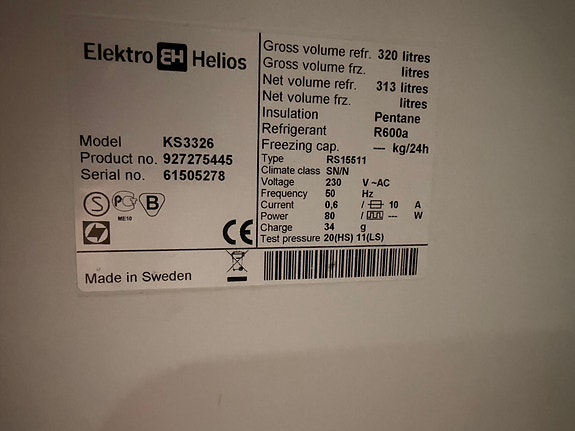 Elektro EH Helios
Model KS3326
Product no. 927275445
Serial no. 61505278
S PC B
ME10
CE
Made in Sweden
Gross volume refr. 320 litres
Gross volume frz. litres
Net volume refr. 313 litres
Net volume frz. litres
Insulation Pentane
Refrigerant R600a
Freezing cap. --- kg/24h
Type RS15511
Climate class SN/N
Voltage 230 V ~AC
Frequency 50 Hz
Current 0,6 / 10 A
Power 80 / --- W
Charge 34 g
Test pressure 20(HS) 11(LS)